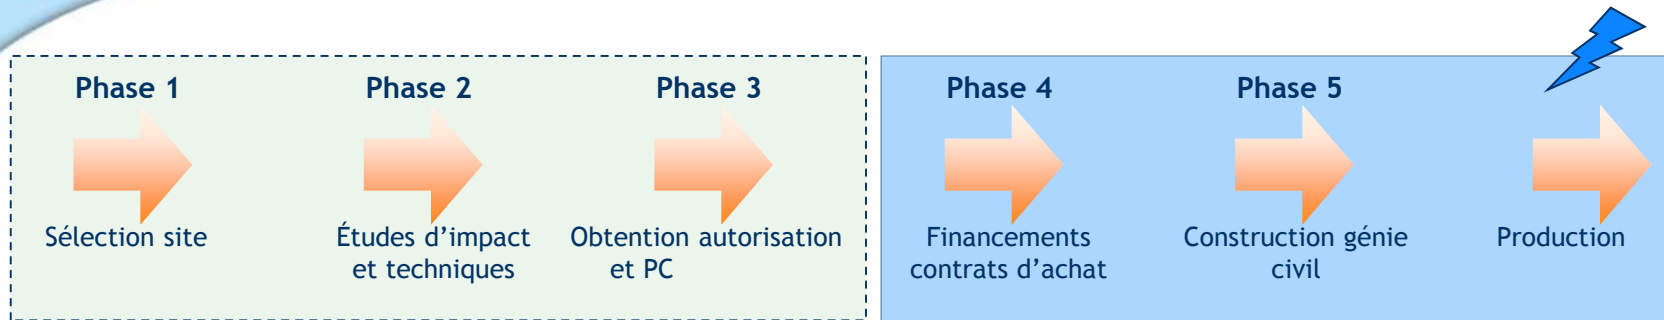 Phase 1
Phase 2
Phase 3
Phase 4
Phase 5
Sélection site
Études d’impact
et techniques
Obtention autorisation
et PC
Financements
contrats d’achat
Construction génie
civil
Production